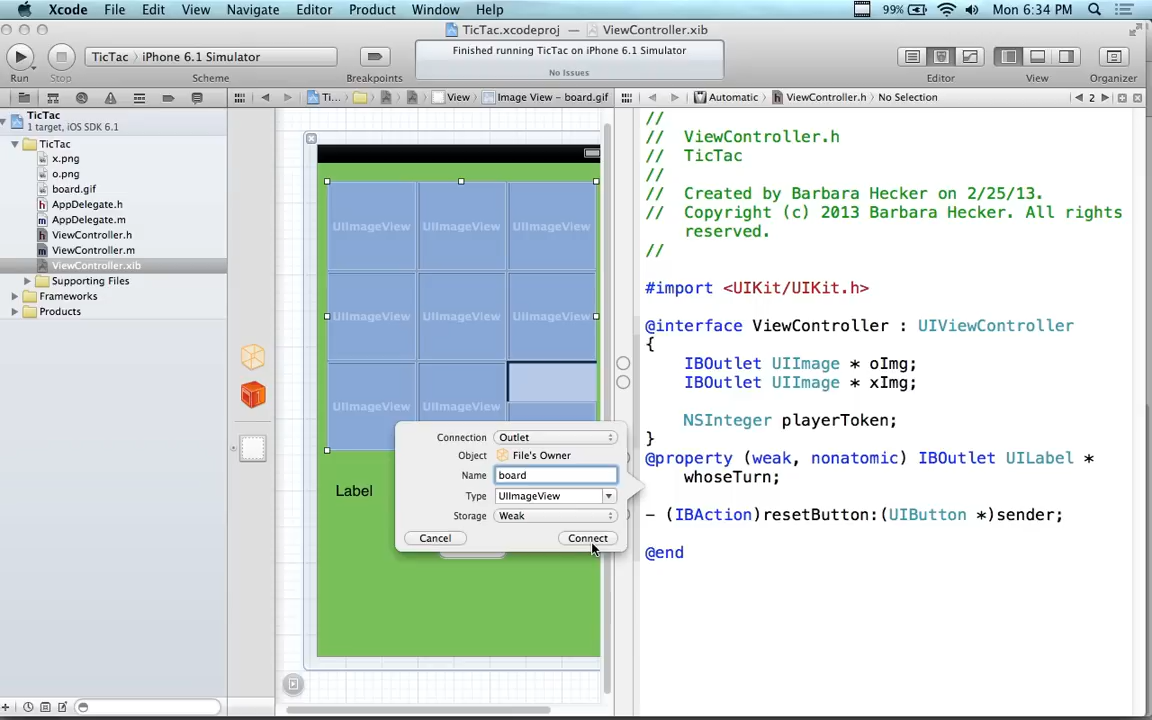 Xcode File Edit View Navigate Editor Product Window Help 99% Mon 6:34 PM
TicTac.xcodeproj — ViewController.xib
TicTac iPhone 6.1 Simulator
Finished running TicTac on iPhone 6.1 Simulator
No Issues
Run Stop Scheme Breakpoints Editor View Organizer
Ti... View Image View – board.gif Automatic ViewController.h No Selection 2
TicTac
1 target, iOS SDK 6.1
TicTac
x.png
o.png
board.gif
AppDelegate.h
AppDelegate.m
ViewController.h
ViewController.m
ViewController.xib
Supporting Files
Frameworks
Products
UIImageView UIImageView UIImageView
UIImageView UIImageView UIImageView
UIImageView UIImageView
Label
Connection Outlet
Object File's Owner
Name board
Type UIImageView
Storage Weak
Cancel Connect
//
// ViewController.h
// TicTac
//
// Created by Barbara Hecker on 2/25/13.
// Copyright (c) 2013 Barbara Hecker. All rights
reserved.
//
#import <UIKit/UIKit.h>
@interface ViewController : UIViewController
{
IBOutlet UIImage * oImg;
IBOutlet UIImage * xImg;
NSInteger playerToken;
}
@property (weak, nonatomic) IBOutlet UILabel *
whoseTurn;
- (IBAction)resetButton:(UIButton *)sender;
@end